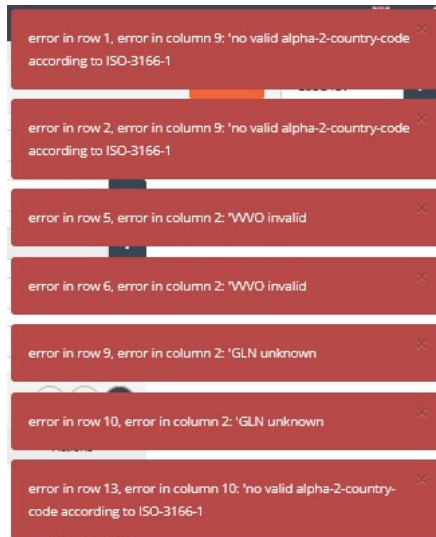 error in row 1, error in column 9: 'no valid alpha-2-country-code
according to ISO-3166-1
error in row 2, error in column 9: 'no valid alpha-2-country-code
according to ISO-3166-1
error in row 5, error in column 2: 'VVVO invalid
error in row 6, error in column 2: 'VVVO invalid
error in row 9, error in column 2: 'GLN unknown
error in row 10, error in column 2: 'GLN unknown
error in row 13, error in column 10: 'no valid alpha-2-country-
code according to ISO-3166-1